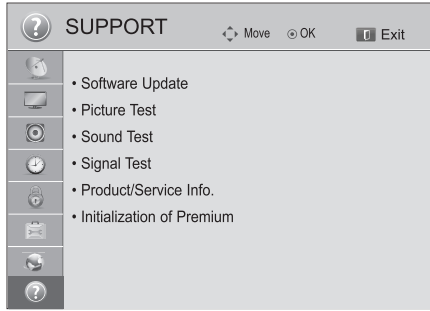 SUPPORT Move OK Exit
• Software Update
• Picture Test
• Sound Test
• Signal Test
• Product/Service Info.
• Initialization of Premium